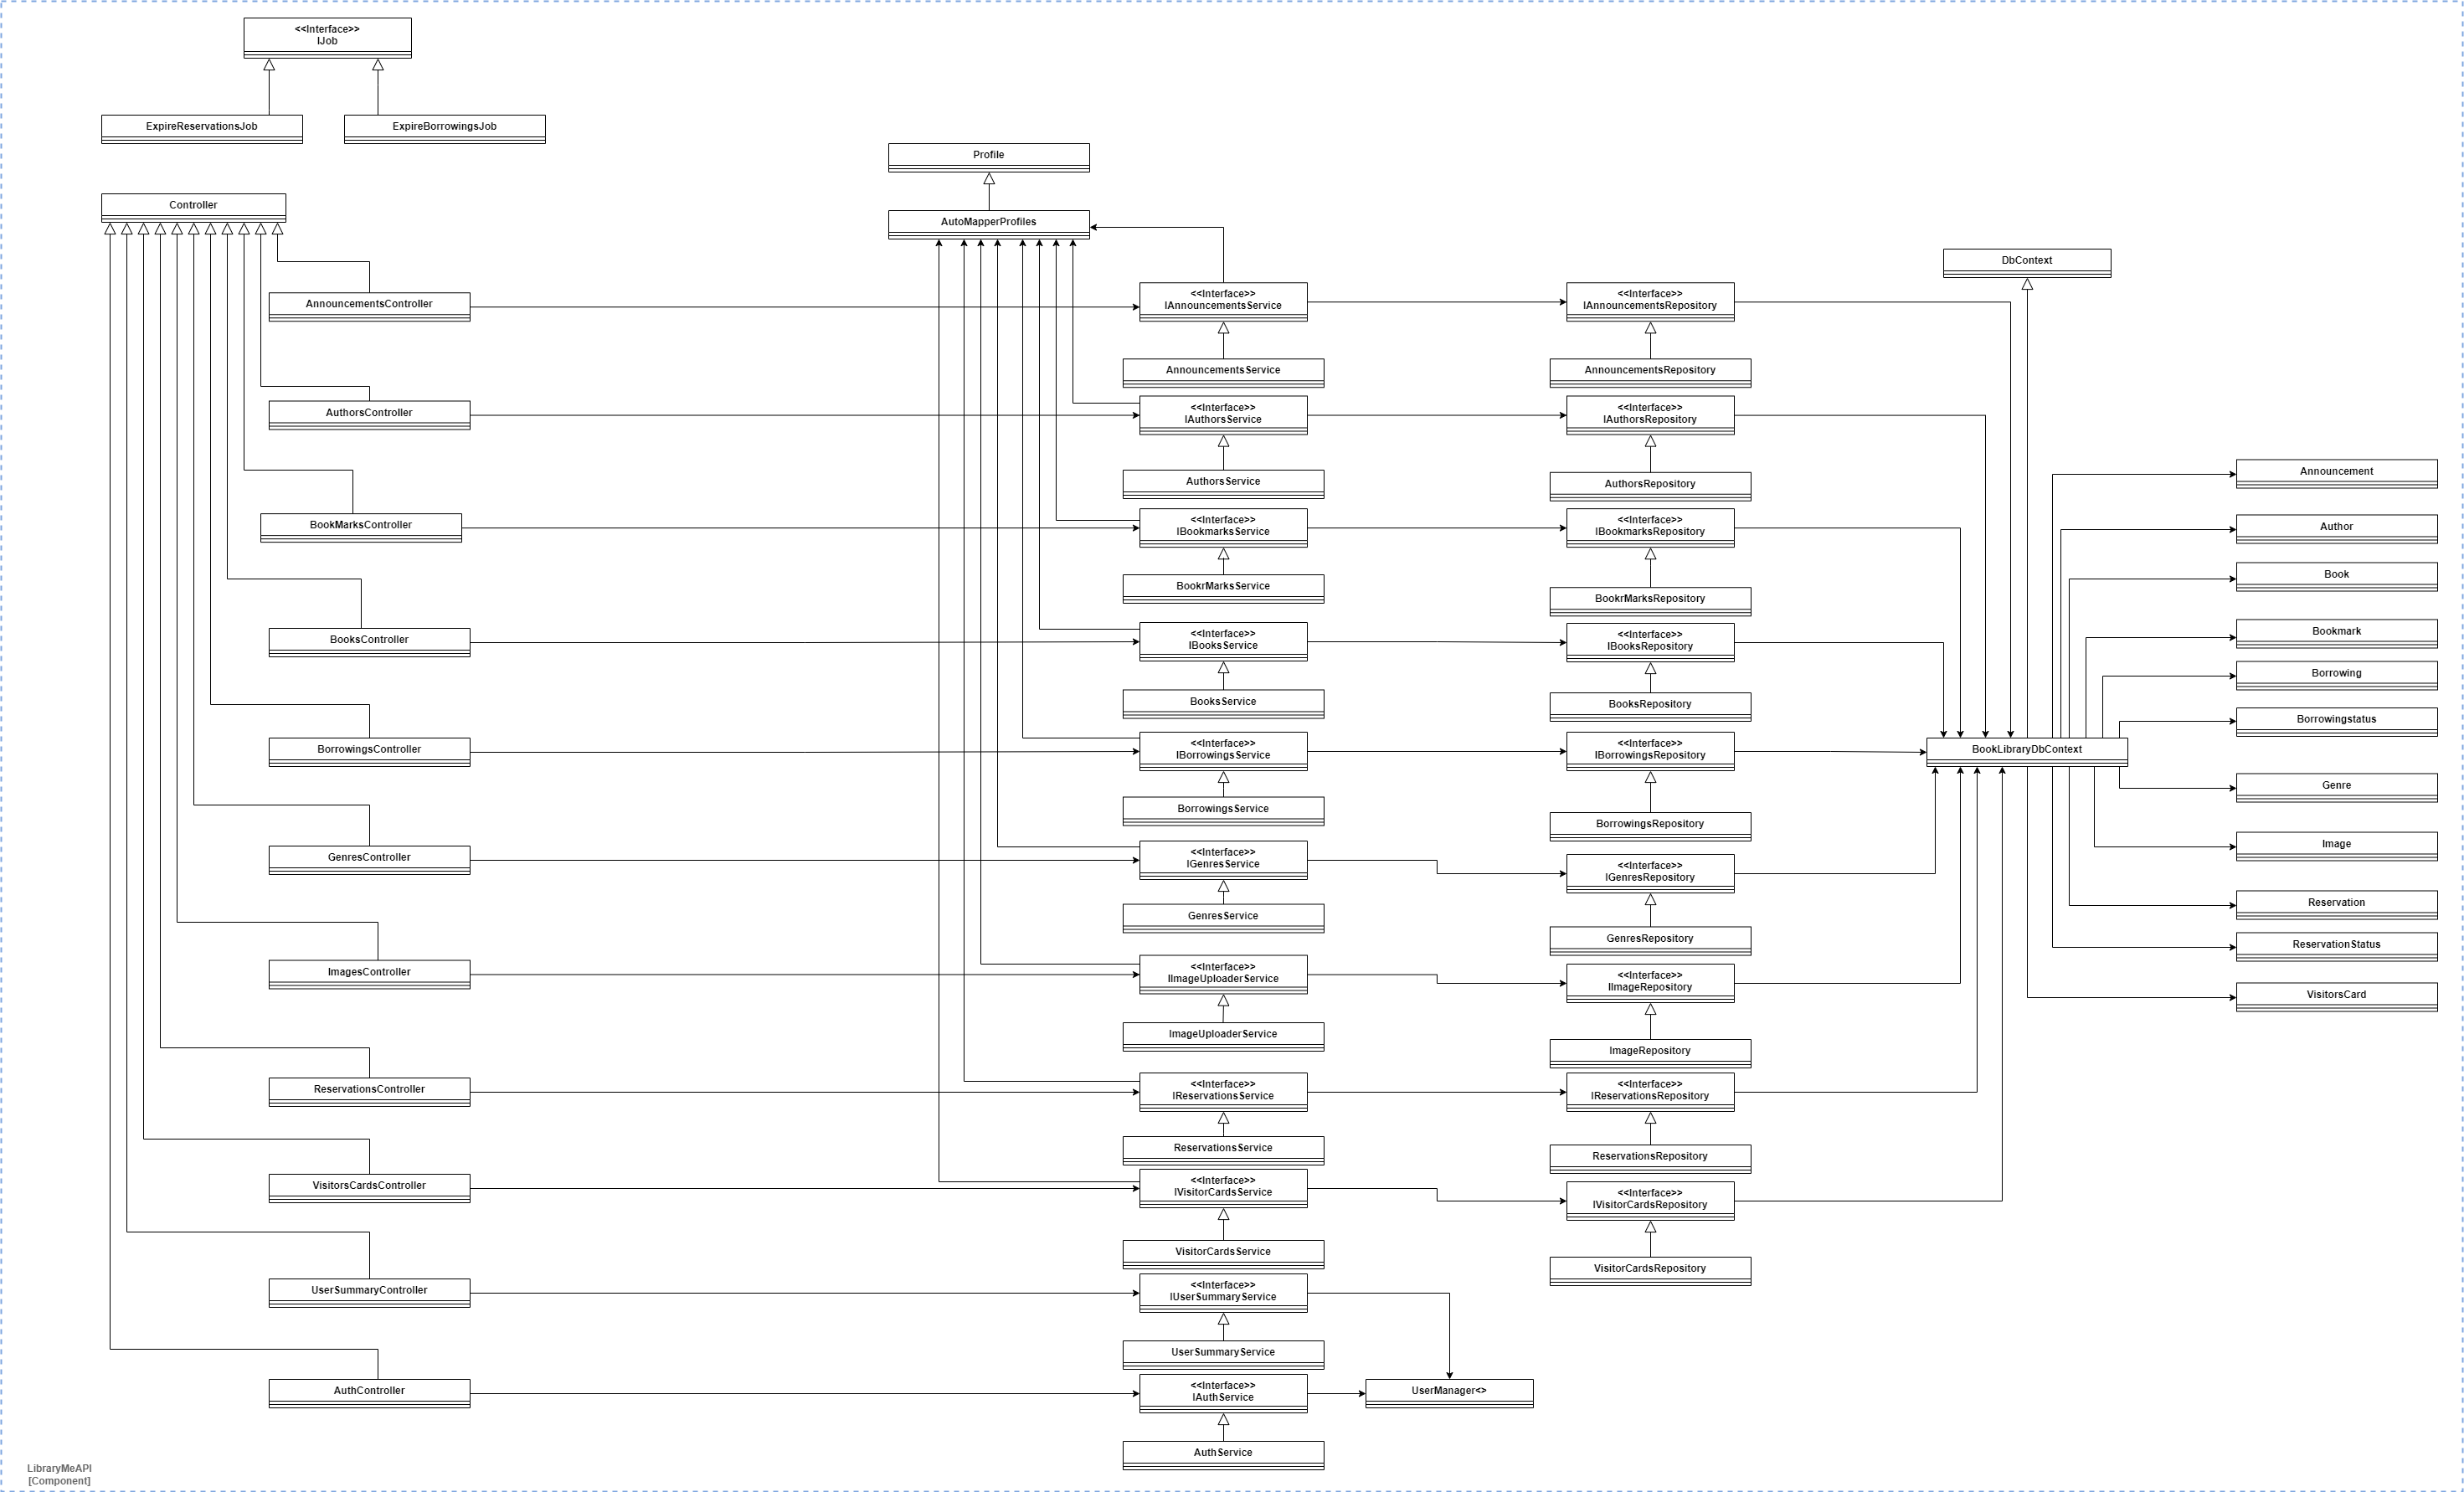 <<Interface>>
IJob
ExpireReservationsJob
ExpireBorrowingsJob
Profile
Controller
AutoMapperProfiles
DbContext
AnnouncementsController
<<Interface>>
IAnnouncementsService
<<Interface>>
IAnnouncementsRepository
AnnouncementsService
AnnouncementsRepository
AuthorsController
<<Interface>>
IAuthorsService
<<Interface>>
IAuthorsRepository
Announcement
AuthorsService
AuthorsRepository
BookMarksController
<<Interface>>
IBookmarksService
<<Interface>>
IBookmarksRepository
Author
Book
BookrMarksService
BookrMarksRepository
BooksController
<<Interface>>
IBooksService
<<Interface>>
IBooksRepository
Bookmark
Borrowing
BooksService
BooksRepository
Borrowingstatus
BorrowingsController
<<Interface>>
IBorrowingsService
<<Interface>>
IBorrowingsRepository
BookLibraryDbContext
Genre
BorrowingsService
BorrowingsRepository
Image
GenresController
<<Interface>>
IGenresService
<<Interface>>
IGenresRepository
Reservation
GenresService
GenresRepository
ReservationStatus
ImagesController
<<Interface>>
IImageUploaderService
<<Interface>>
IImageRepository
VisitorsCard
ImageUploaderService
ImageRepository
ReservationsController
<<Interface>>
IReservationsService
<<Interface>>
IReservationsRepository
ReservationsService
ReservationsRepository
VisitorsCardsController
<<Interface>>
IVisitorCardsService
<<Interface>>
IVisitorCardsRepository
VisitorCardsService
VisitorCardsRepository
UserSummaryController
<<Interface>>
IUserSummaryService
UserSummaryService
AuthController
<<Interface>>
IAuthService
UserManager<>
AuthService
LibraryMeAPI
[Component]